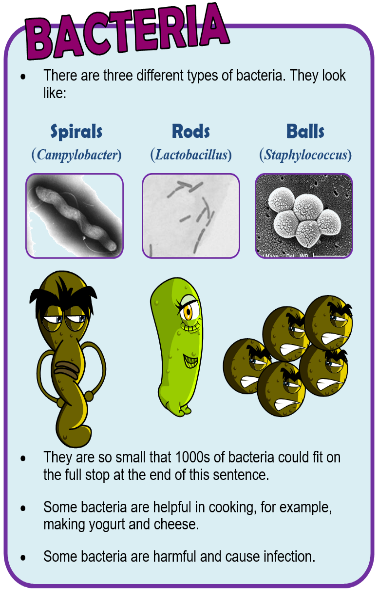 BACTERIA
• There are three different types of bacteria. They look
like:
Spirals Rods Balls
(Campylobacter) (Lactobacillus) (Staphylococcus)
• They are so small that 1000s of bacteria could fit on
the full stop at the end of this sentence.
• Some bacteria are helpful in cooking, for example,
making yogurt and cheese.
• Some bacteria are harmful and cause infection.